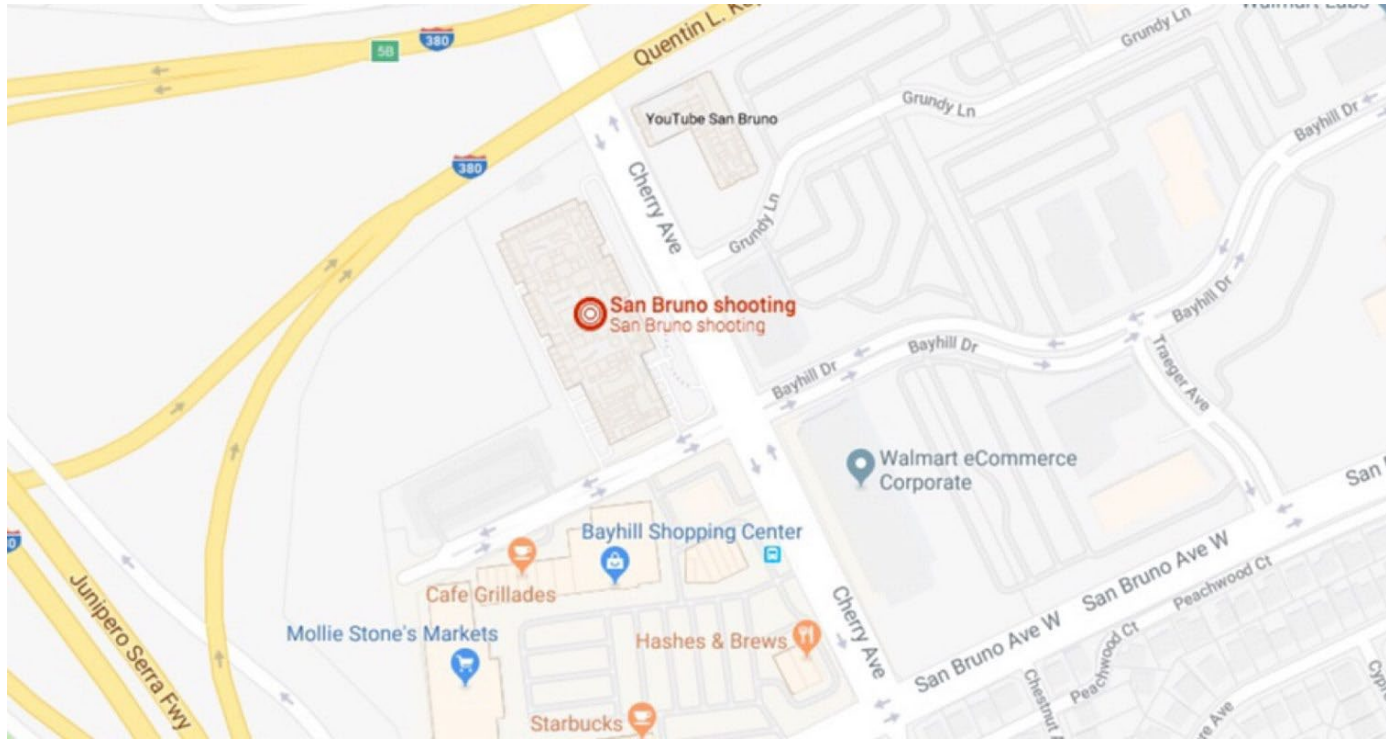 Walmart Labs
380
5B
Quentin L.
Grundy Ln
380
YouTube San Bruno
Grundy Ln
Bayhill Dr
Cherry Ave
Grundy Ln
San Bruno shooting
San Bruno shooting
Bayhill Dr
Bayhill Dr
Bayhill Dr
Traeger Ave
Walmart eCommerce
Corporate
San
Bayhill Shopping Center
Cafe Grillades
San Bruno Ave W
Peachwood Ct
Junipero Serra Fwy
Mollie Stone's Markets
Hashes & Brews
Cherry Ave
San Bruno Ave W
Peachwood Ct
Chestnut
Starbucks